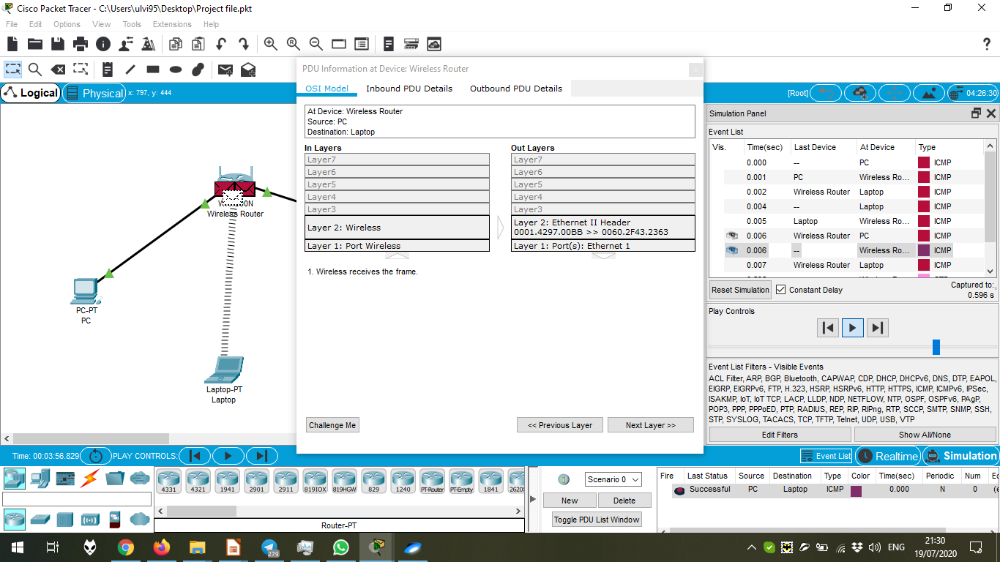 Cisco Packet Tracer - C:\Users\ulvi95\Desktop\Project file.pkt
File Edit Options View Tools Extensions Help
Logical
Physical
x: 797, y: 444
[Root]
04:26:30
PDU Information at Device: Wireless Router
OSI Model Inbound PDU Details Outbound PDU Details
At Device: Wireless Router
Source: PC
Destination: Laptop
In Layers
Layer7
Layer6
Layer5
Layer4
Layer3
Layer 2: Wireless
Layer 1: Port Wireless
Out Layers
Layer7
Layer6
Layer5
Layer4
Layer3
Layer 2: Ethernet II Header
0001.4297.00BB >> 0060.2F43.2363
Layer 1: Port(s): Ethernet 1
1. Wireless receives the frame.
Challenge Me
<< Previous Layer
Next Layer >>
Wireless Router
PC-PT
PC
Laptop-PT
Laptop
Simulation Panel
Event List
Vis. Time(sec) Last Device At Device Type
0.000 -- PC ICMP
0.001 PC Wireless Ro... ICMP
0.002 Wireless Router Laptop ICMP
0.004 -- Laptop ICMP
0.005 Laptop Wireless Ro... ICMP
0.006 Wireless Router PC ICMP
0.006 -- Wireless Ro... ICMP
0.007 Wireless Router Laptop ICMP
Reset Simulation
Constant Delay
Captured to:
0.596 s
Play Controls
Event List Filters - Visible Events
ACL Filter, ARP, BGP, Bluetooth, CAPWAP, CDP, DHCP, DHCPv6, DNS, DTP, EAPOL,
EIGRP, EIGRPv6, FTP, H.323, HSRP, HSRPv6, HTTP, HTTPS, ICMP, ICMPv6, IPSec,
ISAKMP, IoT, IoT TCP, LACP, LLDP, NDP, NETFLOW, NTP, OSPF, OSPFv6, PAgP,
POP3, PPP, PPPoED, PTP, RADIUS, REP, RIP, RIPng, RTP, SCCP, SMTP, SNMP, SSH,
STP, SYSLOG, TACACS, TCP, TFTP, Telnet, UDP, USB, VTP
Edit Filters
Show All/None
Time: 00:03:56.829
PLAY CONTROLS:
Event List
Realtime
Simulation
4331 4321 1941 2901 2911 819IOX 819HGW 829 1240 PT-Router PT-Empty 1841 2620X
Router-PT
Scenario 0
New
Delete
Toggle PDU List Window
Fire Last Status Source Destination Type Color Time(sec) Periodic Num Ed
Successful PC Laptop ICMP 0.000 N 0 (e
279
ENG
21:30
19/07/2020